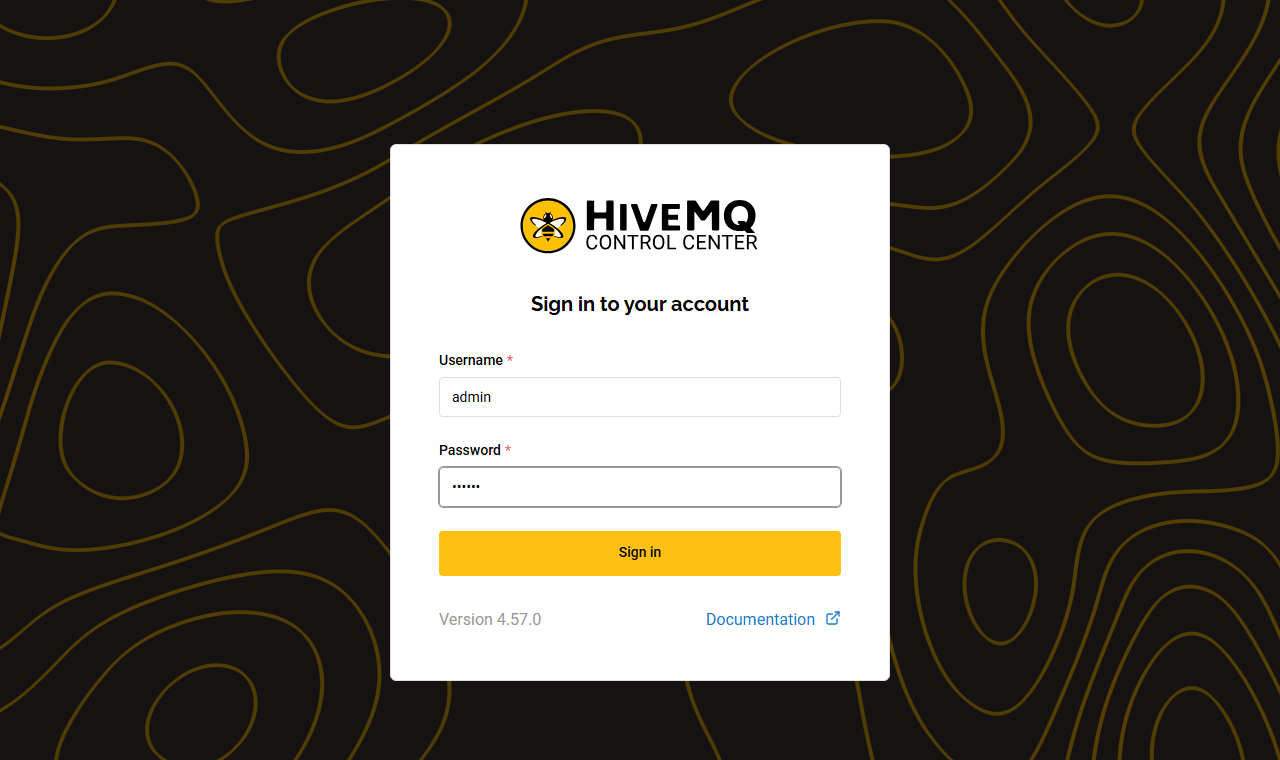 HIVEMQ
CONTROL CENTER
Sign in to your account
Username *
admin
Password *
••••••
Sign in
Version 4.57.0
Documentation